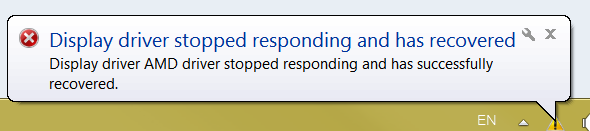 Display driver stopped responding and has recovered
Display driver AMD driver stopped responding and has successfully
recovered.
EN